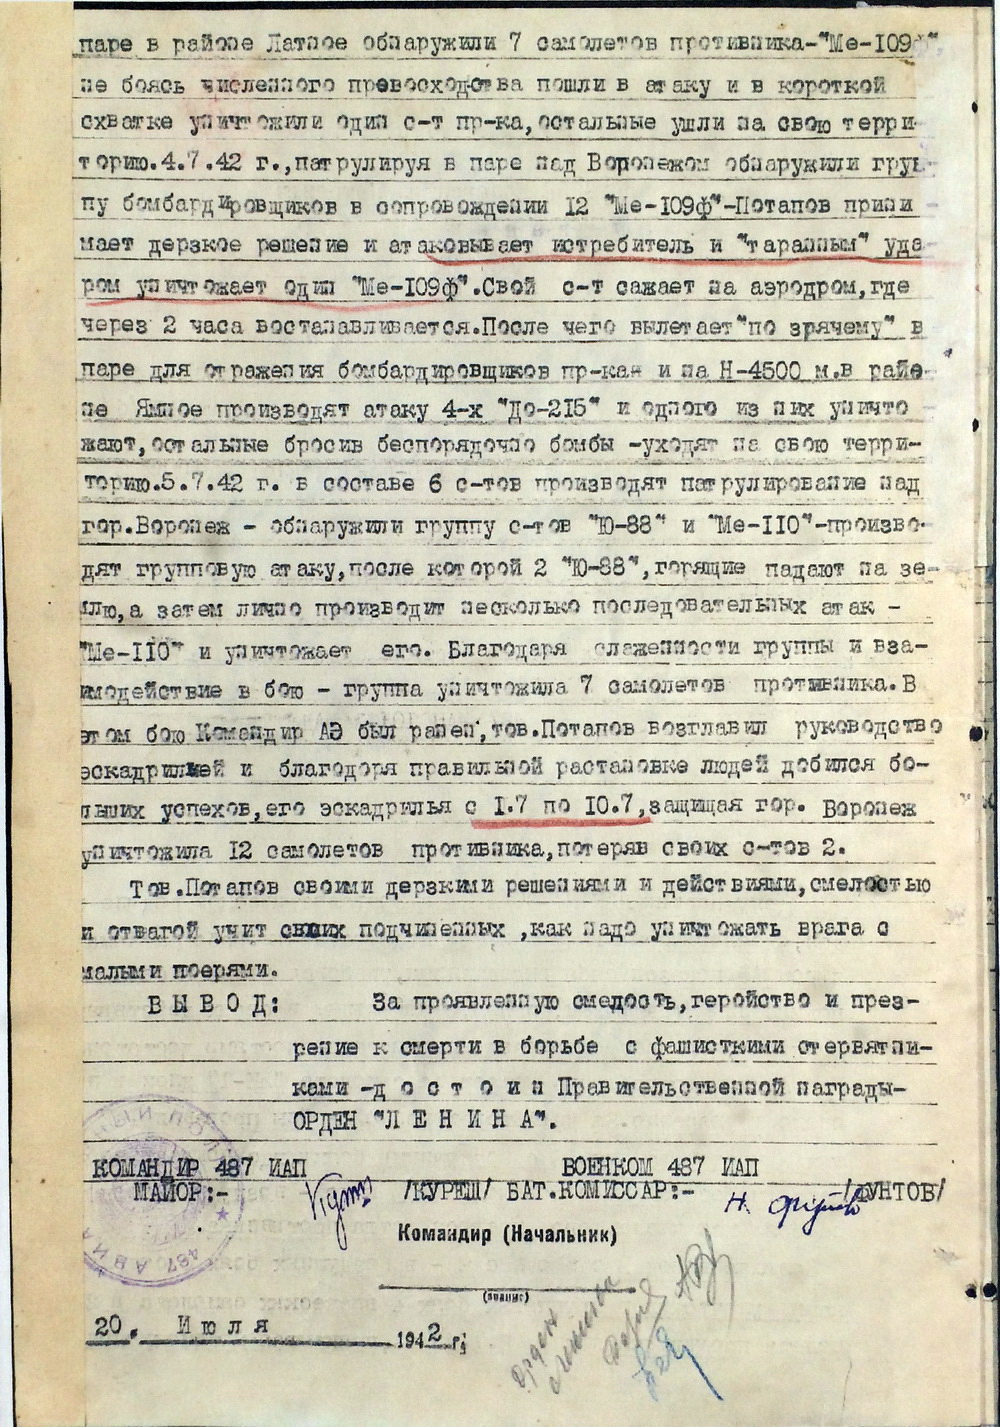 паре в районе Латное обнаружили 7 самолетов противника-"Ме-109ф",
не боясь численного превосходства пошли в атаку и в короткой
схватке уничтожили один с-т пр-ка,остальные ушли на свою терри-
торию.4.7.42 г.,патрулируя в паре над Воронежом обнаружили груп-
пу бомбардировщиков в сопровождении 12 "Ме-109ф"-Потапов прини
мает дерзкое решение и атаковывает истребитель и "таранным" уда
ром уничтожает один "Ме-109ф".Свой с-т сажает на аэродром,где
через 2 часа востанавливается.После чего вылетает"по зрячему" в
паре для отражения бомбардировщиков пр-кая и на Н-4500 м.в райо-
не Ямное производят атаку 4-х "До-215" и одного из них уничто
жают,остальные бросив беспорядочно бомбы -уходят на свою терри-
торию.5.7.42 г. в составе 6 с-тов производят патрулирование над
гор.Воронеж - обнаружили группу с-тов "Ю-88" и "Ме-110"-произво-
дят групповую атаку,после которой 2 "Ю-88",горящие падают на зе-
млю,а затем лично производит несколько последовательных атак -
"Ме-110" и уничтожает его. Благодаря слаженности группы и вза-
имодействие в бою - группа уничтожила 7 самолетов противника.В
этом бою Командир АЭ был ранен,тов.Потапов возглавил руководство
эскадрильей и благодоря правильной растановке людей добился бо-
льших успехов,его эскадрилья с 1.7 по 10.7,защищая гор. Воронеж
уничтожила 12 самолетов противника,потеряв своих с-тов 2.
Тов.Потапов своими дерзкими решениями и действиями,смелостью
и отвагой учит своих подчиненных ,как надо уничтожать врага с
малыми поерями.
В Ы В О Д: За проявленную смедость,геройство и през-
рение к смерти в борьбе с фашисткими стервятни-
ками -д о с т о и н Правительственной награды-
ОРДЕН "Л Е Н И Н А".
КОМАНДИР 487 ИАП ВОЕНКОМ 487 ИАП
МАЙОР:- /КУРЕШ/ БАТ.КОМИССАР:- /ФУНТОВ/
Командир (Начальник)
(звание)
20. Июля 1942 г.
Орден
Ленина
487 АВИА